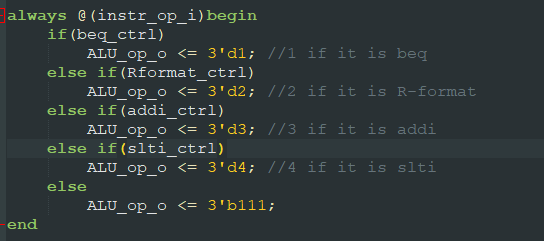 always @(instr_op_i)begin
    if(beq_ctrl)
        ALU_op_o <= 3'd1; //1 if it is beq
    else if(Rformat_ctrl)
        ALU_op_o <= 3'd2; //2 if it is R-format
    else if(addi_ctrl)
        ALU_op_o <= 3'd3; //3 if it is addi
    else if(slti_ctrl)
        ALU_op_o <= 3'd4; //4 if it is slti
    else
        ALU_op_o <= 3'b111;
end